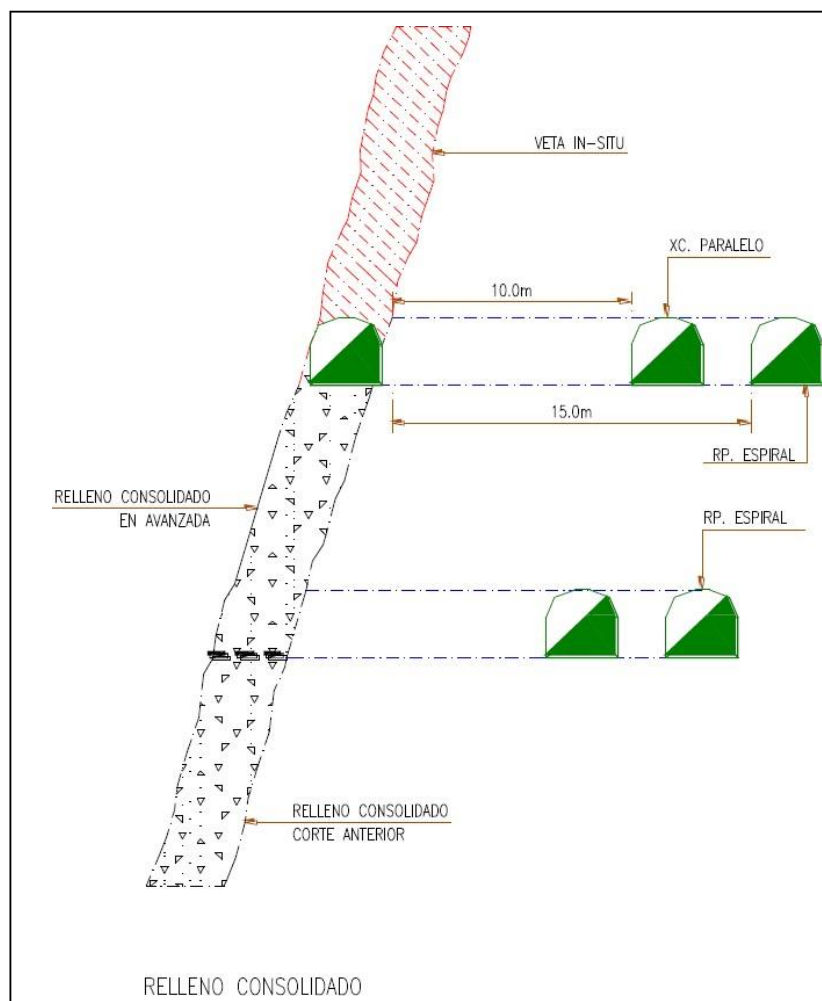 VETA IN-SITU
XC. PARALELO
10.0m
15.0m
RP. ESPIRAL
RELLENO CONSOLIDADO
EN AVANZADA
RP. ESPIRAL
RELLENO CONSOLIDADO
CORTE ANTERIOR
RELLENO CONSOLIDADO